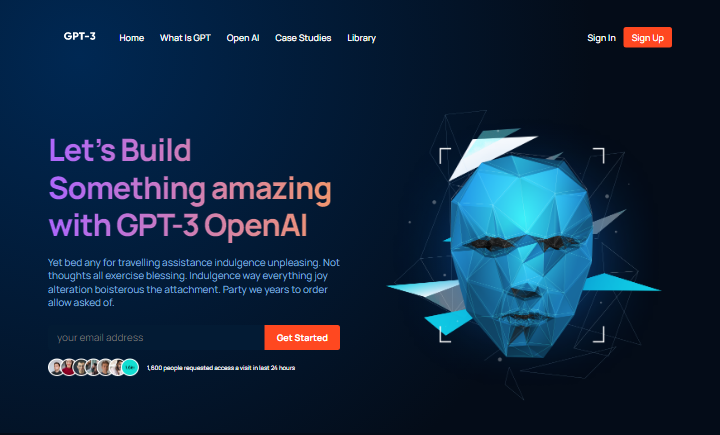 GPT-3
Home What Is GPT Open AI Case Studies Library
Sign In Sign Up
Let's Build
Something amazing
with GPT-3 OpenAI
Yet bed any for travelling assistance indulgence unpleasing. Not
thoughts all exercise blessing. Indulgence way everything joy
alteration boisterous the attachment. Party we years to order
allow asked of.
your email address
Get Started
1,600 people requested access a visit in last 24 hours